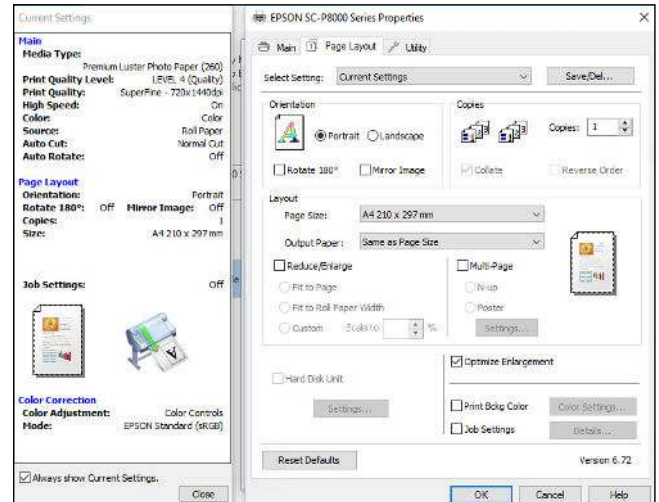 Current Settings
Main
Media Type:
Premium Luster Photo Paper (260)
Print Quality Level: LEVEL 4 (Quality)
Print Quality: SuperFine - 720x1440dpi
High Speed: On
Color: Color
Source: Roll Paper
Auto Cut: Normal Cut
Auto Rotate: Off
Page Layout
Orientation: Portrait
Rotate 180°: Off Mirror Image: Off
Copies: 1
Size: A4 210 x 297 mm
Job Settings: Off
Color Correction
Color Adjustment: Color Controls
Mode: EPSON Standard (sRGB)
Always show Current Settings.
Close
EPSON SC-P8000 Series Properties
Main Page Layout Utility
Select Setting: Current Settings Save/Del...
Orientation
Portrait Landscape
Rotate 180° Mirror Image
Copies
Copies: 1
Collate Reverse Order
Layout
Page Size: A4 210 x 297 mm
Output Paper: Same as Page Size
Reduce/Enlarge
Fit to Page
Fit to Roll Paper Width
Custom Scale to %
Multi-Page
N-up
Poster
Settings...
Optimize Enlargement
Hard Disk Unit
Settings...
Print Bckg Color Color Settings...
Job Settings Details...
Reset Defaults Version 6.72
OK Cancel Help